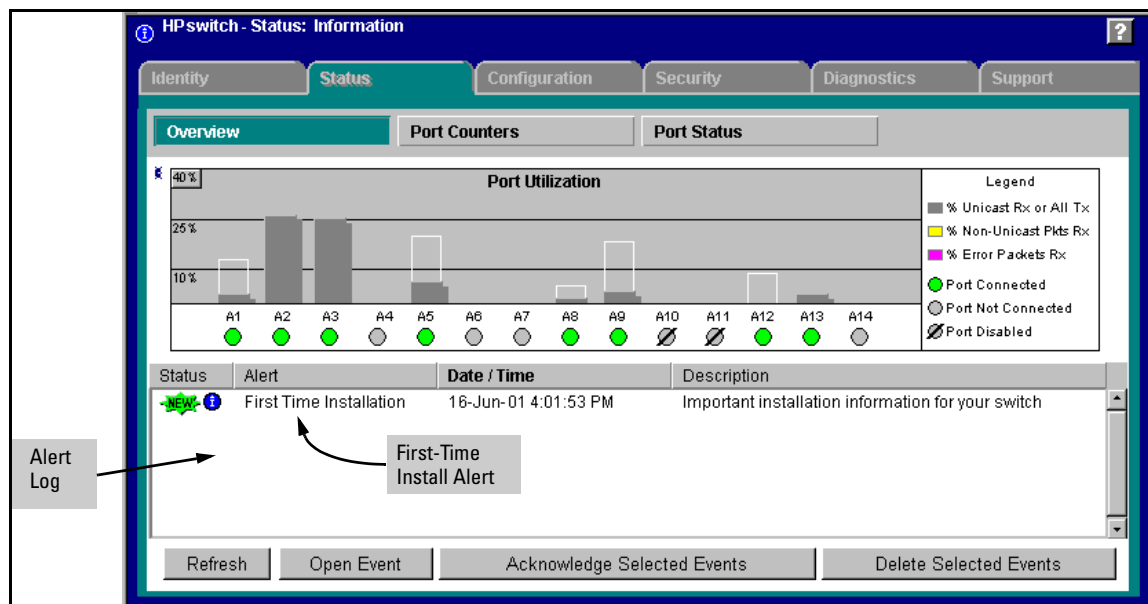 HPswitch - Status: Information
?
Identity Status Configuration Security Diagnostics Support
Overview Port Counters Port Status
40 % Port Utilization
25 %
10 %
A1 A2 A3 A4 A5 A6 A7 A8 A9 A10 A11 A12 A13 A14
Legend
% Unicast Rx or All Tx
% Non-Unicast Pkts Rx
% Error Packets Rx
Port Connected
Port Not Connected
Port Disabled
Status Alert Date / Time Description
NEW First Time Installation 16-Jun-01 4:01:53 PM Important installation information for your switch
Alert
Log
First-Time
Install Alert
Refresh Open Event Acknowledge Selected Events Delete Selected Events